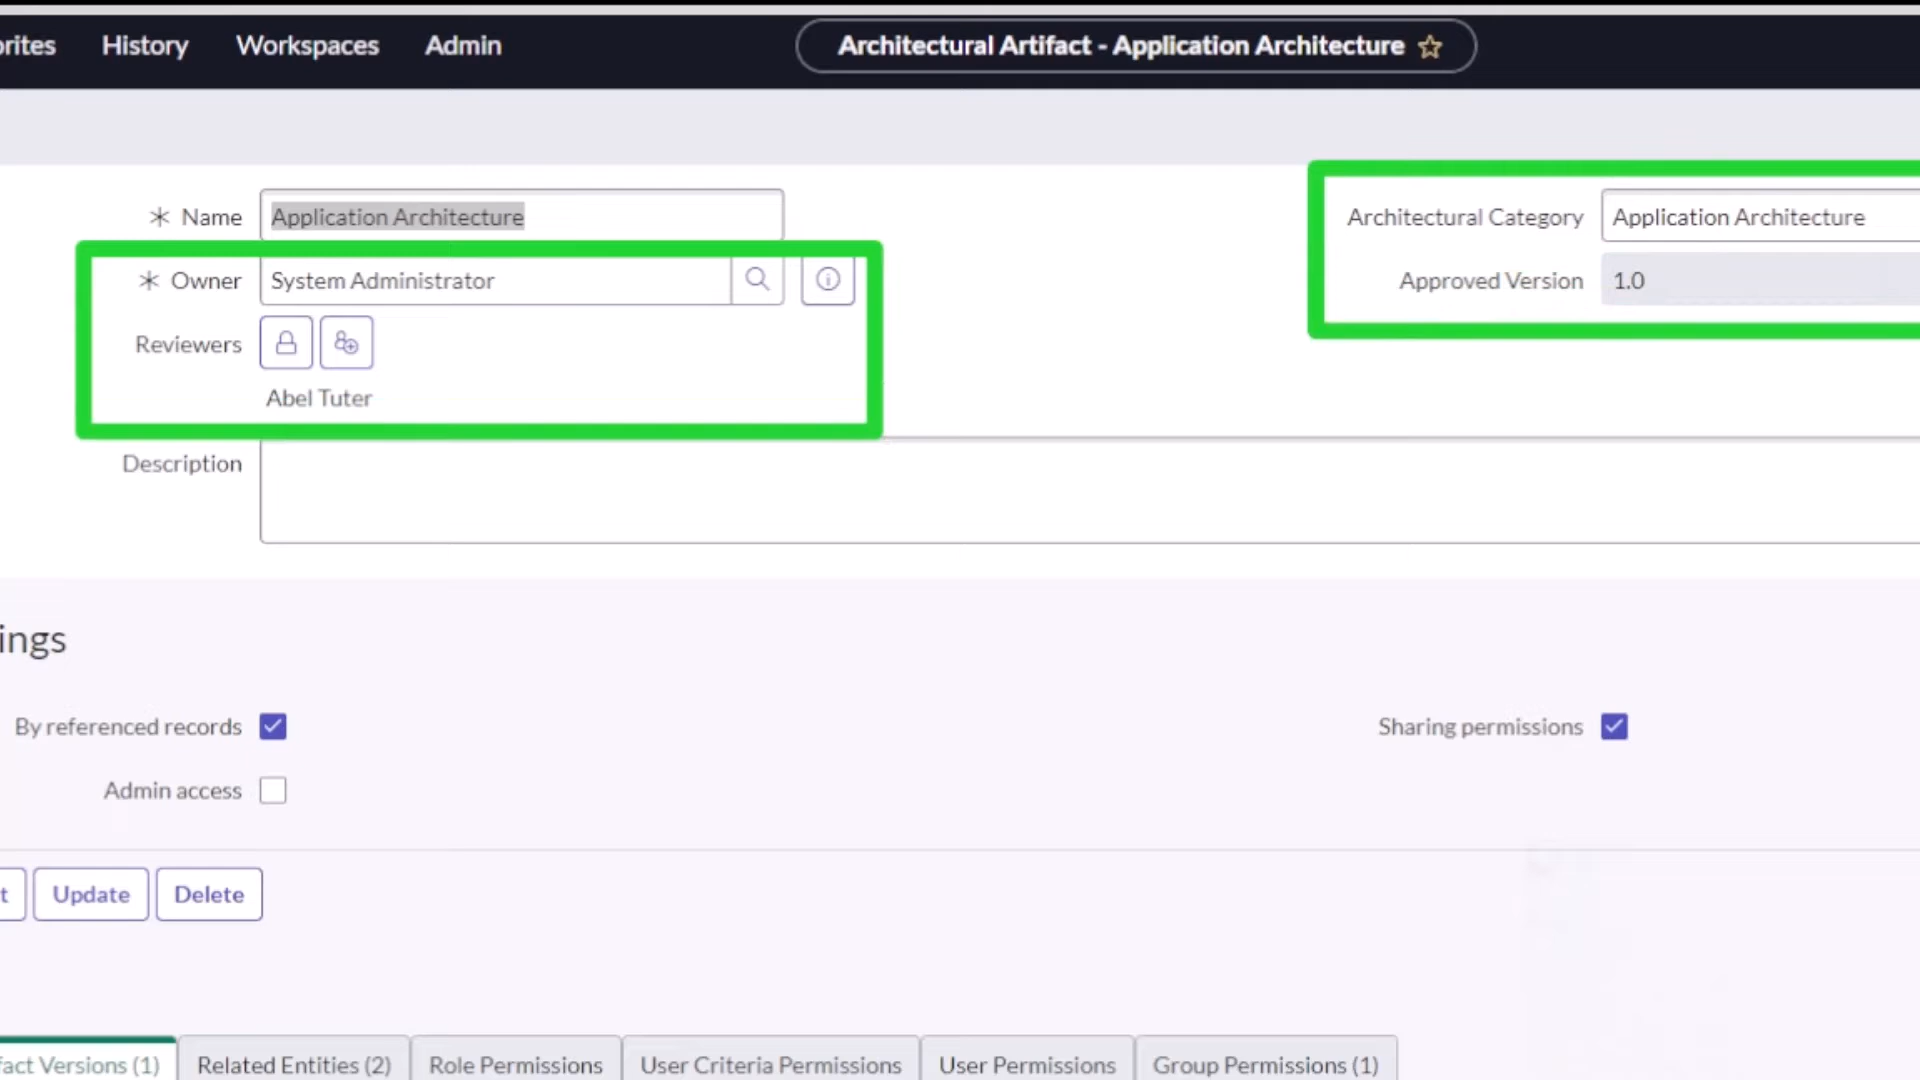 orites History Workspaces Admin Architectural Artifact - Application Architecture
Name Application Architecture
Architectural Category Application Architecture
Owner System Administrator
Approved Version 1.0
Reviewers
Abel Tuter
Description
ings
By referenced records
Sharing permissions
Admin access
t Update Delete
fact Versions (1) Related Entities (2) Role Permissions User Criteria Permissions User Permissions Group Permissions (1)